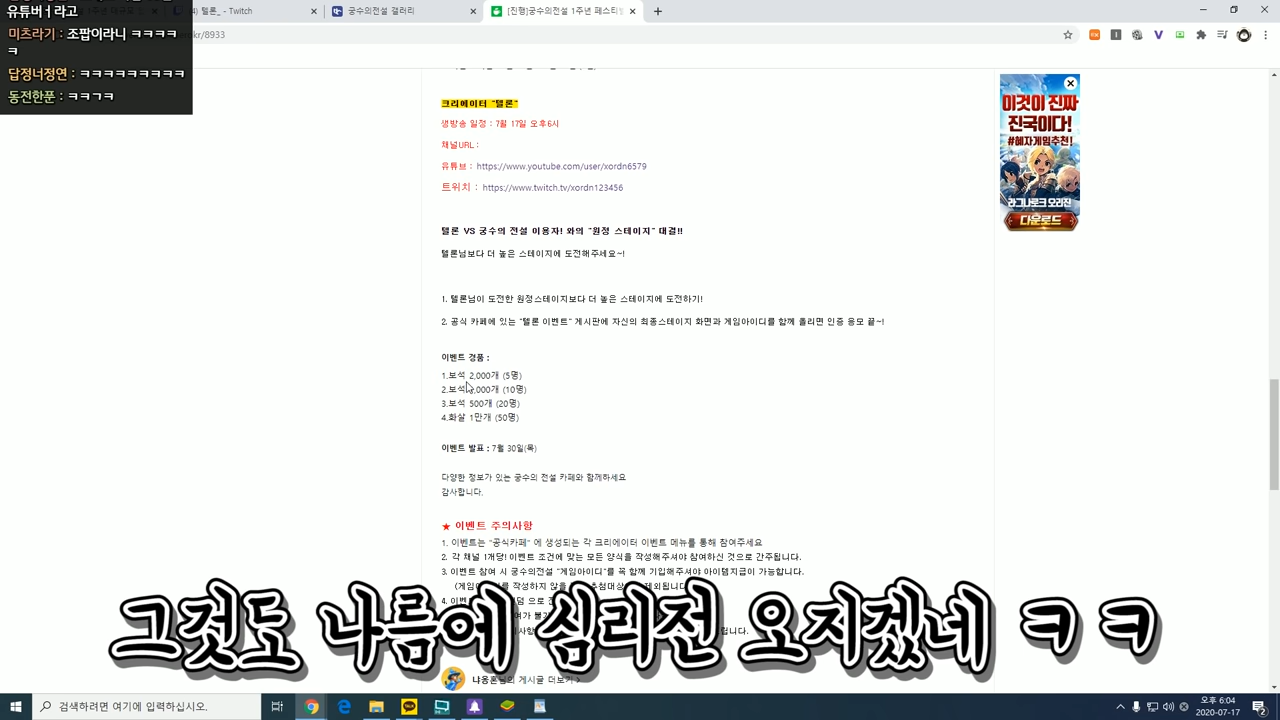 유튜버ㅓ라고
미츠라기 : 조팝이라니 ㅋㅋㅋㅋ
ㅋ
답정너정연 : ㅋㅋㅋㅋㅋㅋㅋㅋㅋ
동전한푼 : ㅋㅋㄱㅋ
텔론_ - Twitch
궁수의전설 갤러리
[진행]궁수의전설 1주년 페스티벌
/8933
크리에이터 "텔론"
생방송 일정 : 7월 17일 오후6시
채널URL :
유튜브 : https://www.youtube.com/user/xordn6579
트위치 : https://www.twitch.tv/xordn123456
텔론 VS 궁수의 전설 이용자! 와의 "원정 스테이지" 대결!!
텔론님보다 더 높은 스테이지에 도전해주세요~!
1. 텔론님이 도전한 원정스테이지보다 더 높은 스테이지에 도전하기!
2. 공식 카페에 있는 "텔론 이벤트" 게시판에 자신의 최종스테이지 화면과 게임아이디를 함께 올리면 인증 응모 끝~!
이벤트 경품 :
1.보석 2,000개 (5명)
2.보석 ,000개 (10명)
3.보석 500개 (20명)
4.화살 1만개 (50명)
이벤트 발표 : 7월 30일(목)
다양한 정보가 있는 궁수의 전설 카페와 함께하세요
감사합니다.
★ 이벤트 주의사항
1. 이벤트는 "공식카페" 에 생성되는 각 크리에이터 이벤트 메뉴를 통해 참여주세요
2. 각 채널 1개당! 이벤트 조건에 맞는 모든 양식을 작성해주셔야 참여하신 것으로 간주됩니다.
3. 이벤트 참여 시 궁수의전설 "게임아이디"를 꼭 함께 기입해주셔야 아이템지급이 가능합니다.
그것도 나름에 심리전 오지겠네 ㅋㅋ
냐옹혼님의 게시글 더보기 >
이것이 진짜
진국이다!
#혜자게임추천!
라그나로크 오리진
다운로드
검색하려면 여기에 입력하십시오.
오후 6:04
2020-07-17